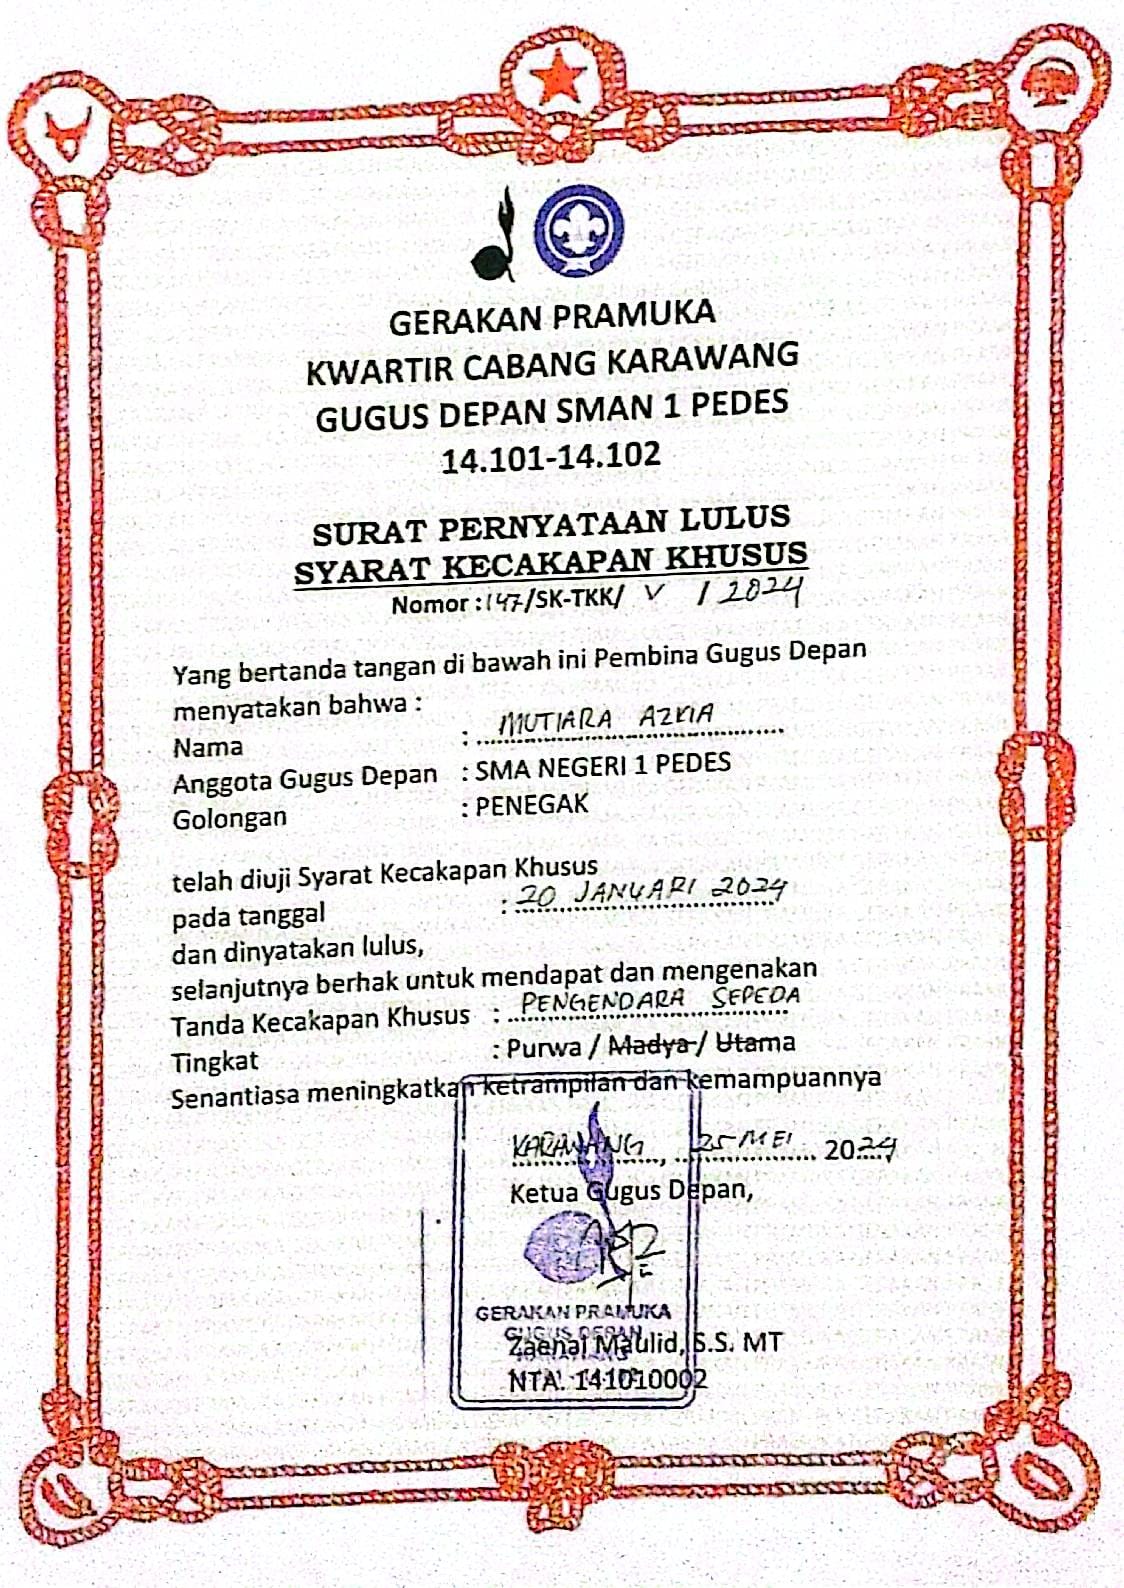 GERAKAN PRAMUKA
KWARTIR CABANG KARAWANG
GUGUS DEPAN SMAN 1 PEDES
14.101-14.102
SURAT PERNYATAAN LULUS
SYARAT KECAKAPAN KHUSUS
Nomor : 147/SK-TKK/ V / 2024
Yang bertanda tangan di bawah ini Pembina Gugus Depan
menyatakan bahwa :
Nama : MUTIARA AZKIA
Anggota Gugus Depan : SMA NEGERI 1 PEDES
Golongan : PENEGAK
telah diuji Syarat Kecakapan Khusus
pada tanggal : 20 JANUARI 2024
dan dinyatakan lulus,
selanjutnya berhak untuk mendapat dan mengenakan
Tanda Kecakapan Khusus : PENGENDARA SEPEDA
Tingkat : Purwa / Madya / Utama
Senantiasa meningkatkan ketrampilan dan kemampuannya
KARAWANG, 25 MEI 2024
Ketua Gugus Depan,
GERAKAN PRAMUKA
GUGUS DEPAN
Zaenal Maulid, S.S. MT
NTA. 141010002